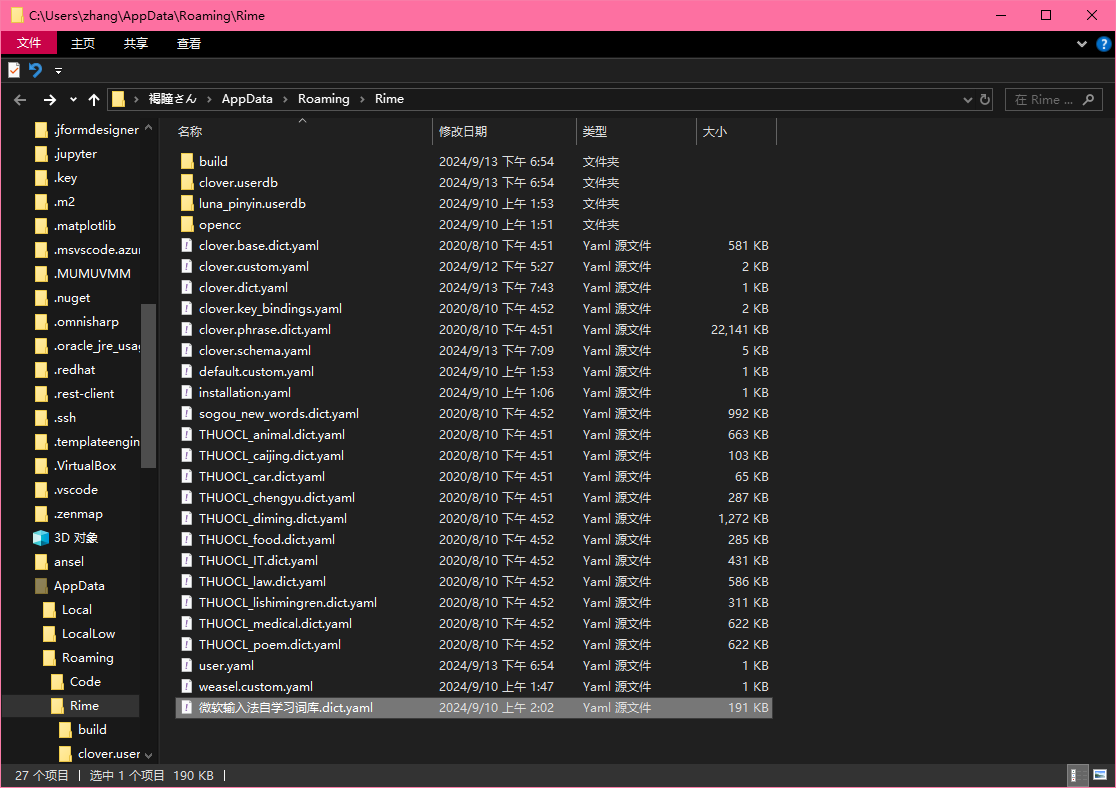 C:\Users\zhang\AppData\Roaming\Rime
文件 主页 共享 查看
褐瞳さん > AppData > Roaming > Rime 在 Rime ...
.jformdesigner
.jupyter
.key
.m2
.matplotlib
.msvscode.azu
.MUMUVMM
.nuget
.omnisharp
.oracle_jre_usa
.redhat
.rest-client
.ssh
.templateengin
.VirtualBox
.vscode
.zenmap
3D 对象
ansel
AppData
Local
LocalLow
Roaming
Code
Rime
build
clover.user
名称 修改日期 类型 大小
build 2024/9/13 下午 6:54 文件夹
clover.userdb 2024/9/13 下午 6:54 文件夹
luna_pinyin.userdb 2024/9/10 上午 1:53 文件夹
opencc 2024/9/10 上午 1:51 文件夹
clover.base.dict.yaml 2020/8/10 下午 4:51 Yaml 源文件 581 KB
clover.custom.yaml 2024/9/12 下午 5:27 Yaml 源文件 2 KB
clover.dict.yaml 2024/9/13 下午 7:43 Yaml 源文件 1 KB
clover.key_bindings.yaml 2020/8/10 下午 4:52 Yaml 源文件 2 KB
clover.phrase.dict.yaml 2020/8/10 下午 4:51 Yaml 源文件 22,141 KB
clover.schema.yaml 2024/9/13 下午 7:09 Yaml 源文件 5 KB
default.custom.yaml 2024/9/10 上午 1:53 Yaml 源文件 1 KB
installation.yaml 2024/9/10 上午 1:06 Yaml 源文件 1 KB
sogou_new_words.dict.yaml 2020/8/10 下午 4:52 Yaml 源文件 992 KB
THUOCL_animal.dict.yaml 2020/8/10 下午 4:51 Yaml 源文件 663 KB
THUOCL_caijing.dict.yaml 2020/8/10 下午 4:51 Yaml 源文件 103 KB
THUOCL_car.dict.yaml 2020/8/10 下午 4:51 Yaml 源文件 65 KB
THUOCL_chengyu.dict.yaml 2020/8/10 下午 4:51 Yaml 源文件 287 KB
THUOCL_diming.dict.yaml 2020/8/10 下午 4:52 Yaml 源文件 1,272 KB
THUOCL_food.dict.yaml 2020/8/10 下午 4:52 Yaml 源文件 285 KB
THUOCL_IT.dict.yaml 2020/8/10 下午 4:52 Yaml 源文件 431 KB
THUOCL_law.dict.yaml 2020/8/10 下午 4:52 Yaml 源文件 586 KB
THUOCL_lishimingren.dict.yaml 2020/8/10 下午 4:52 Yaml 源文件 311 KB
THUOCL_medical.dict.yaml 2020/8/10 下午 4:52 Yaml 源文件 622 KB
THUOCL_poem.dict.yaml 2020/8/10 下午 4:52 Yaml 源文件 622 KB
user.yaml 2024/9/13 下午 6:54 Yaml 源文件 1 KB
weasel.custom.yaml 2024/9/10 上午 1:47 Yaml 源文件 1 KB
微软输入法自学习词库.dict.yaml 2024/9/10 上午 2:02 Yaml 源文件 191 KB
27 个项目 | 选中 1 个项目 190 KB |